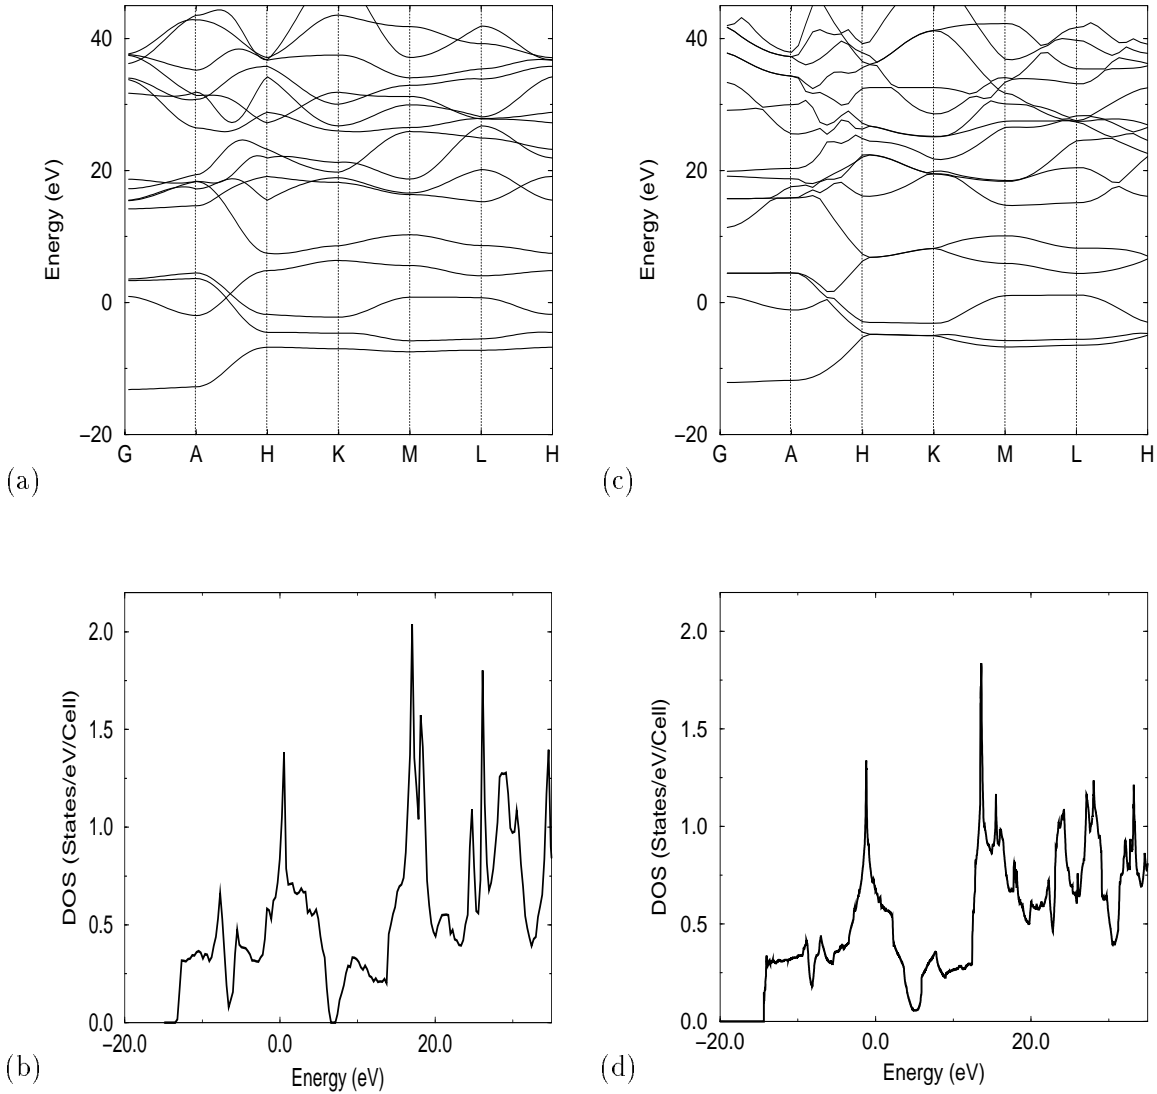 40
20
0
−20
Energy (eV)
G A H K M L H
(a)
40
20
0
−20
Energy (eV)
G A H K M L H
(c)
2.0
1.5
1.0
0.5
0.0
DOS (States/eV/Cell)
−20.0 0.0 20.0
Energy (eV)
(b)
2.0
1.5
1.0
0.5
0.0
DOS (States/eV/Cell)
−20.0 0.0 20.0
Energy (eV)
(d)